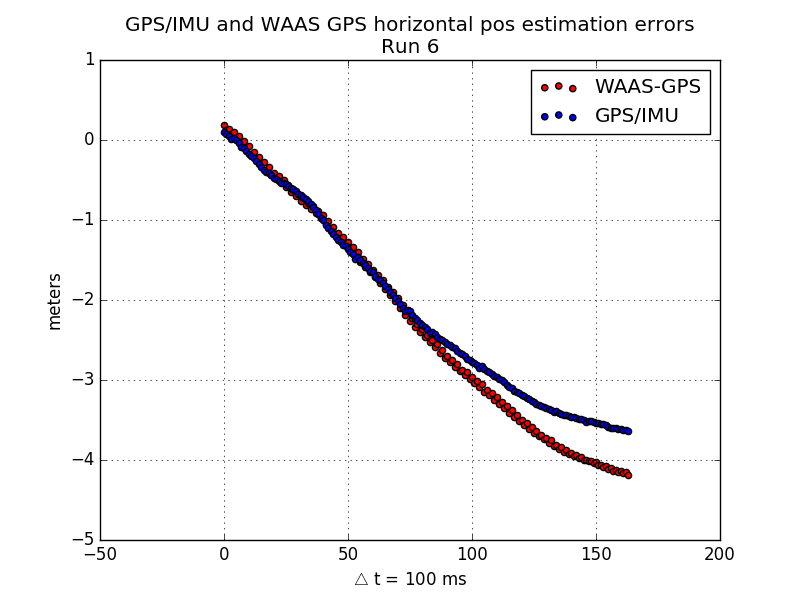 GPS/IMU and WAAS GPS horizontal pos estimation errors
Run 6
WAAS-GPS
GPS/IMU
1
0
−1
−2
−3
−4
−5
meters
−50 0 50 100 150 200
△ t = 100 ms